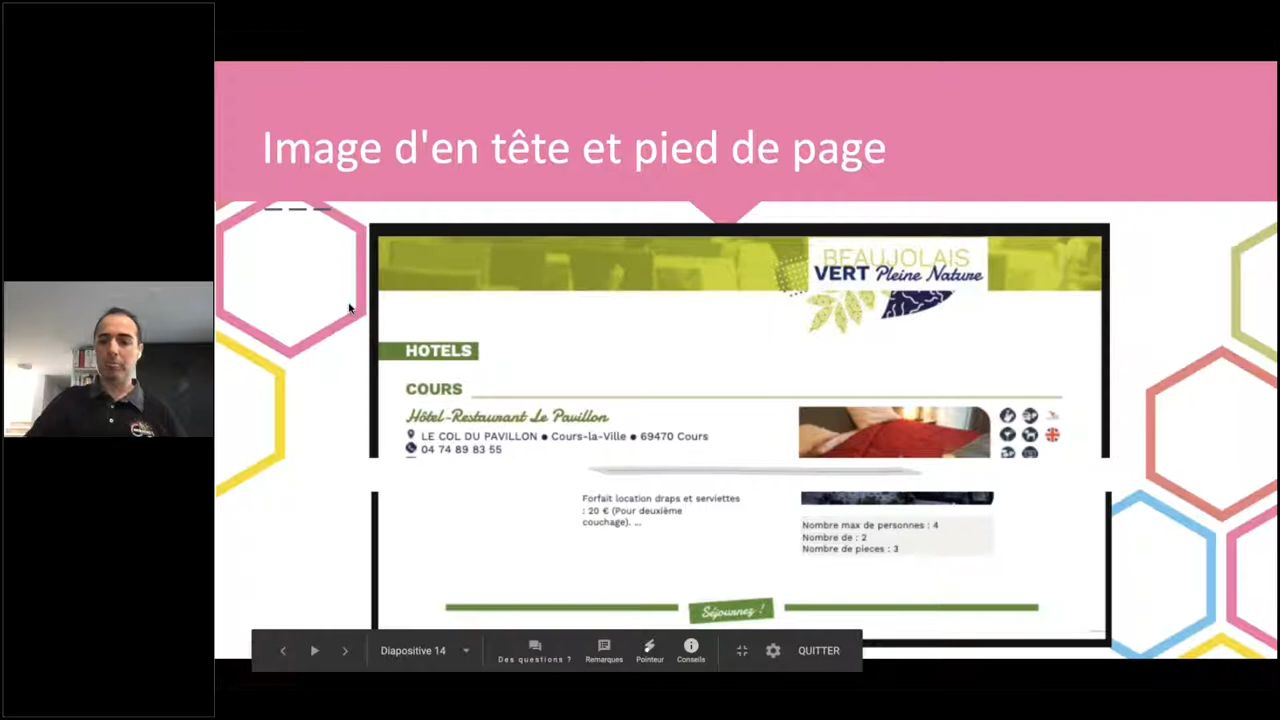 Image d'en tête et pied de page
BEAUJOLAIS
VERT Pleine Nature
HOTELS
COURS
Hôtel-Restaurant Le Pavillon
LE COL DU PAVILLON ● Cours-la-Ville ● 69470 Cours
04 74 89 83 55
Forfait location draps et serviettes
: 20 € (Pour deuxième
couchage). ...
Nombre max de personnes : 4
Nombre de : 2
Nombre de pieces : 3
Séjournez !
Diapositive 14
Des questions ?
Remarques
Pointeur
Conseils
QUITTER